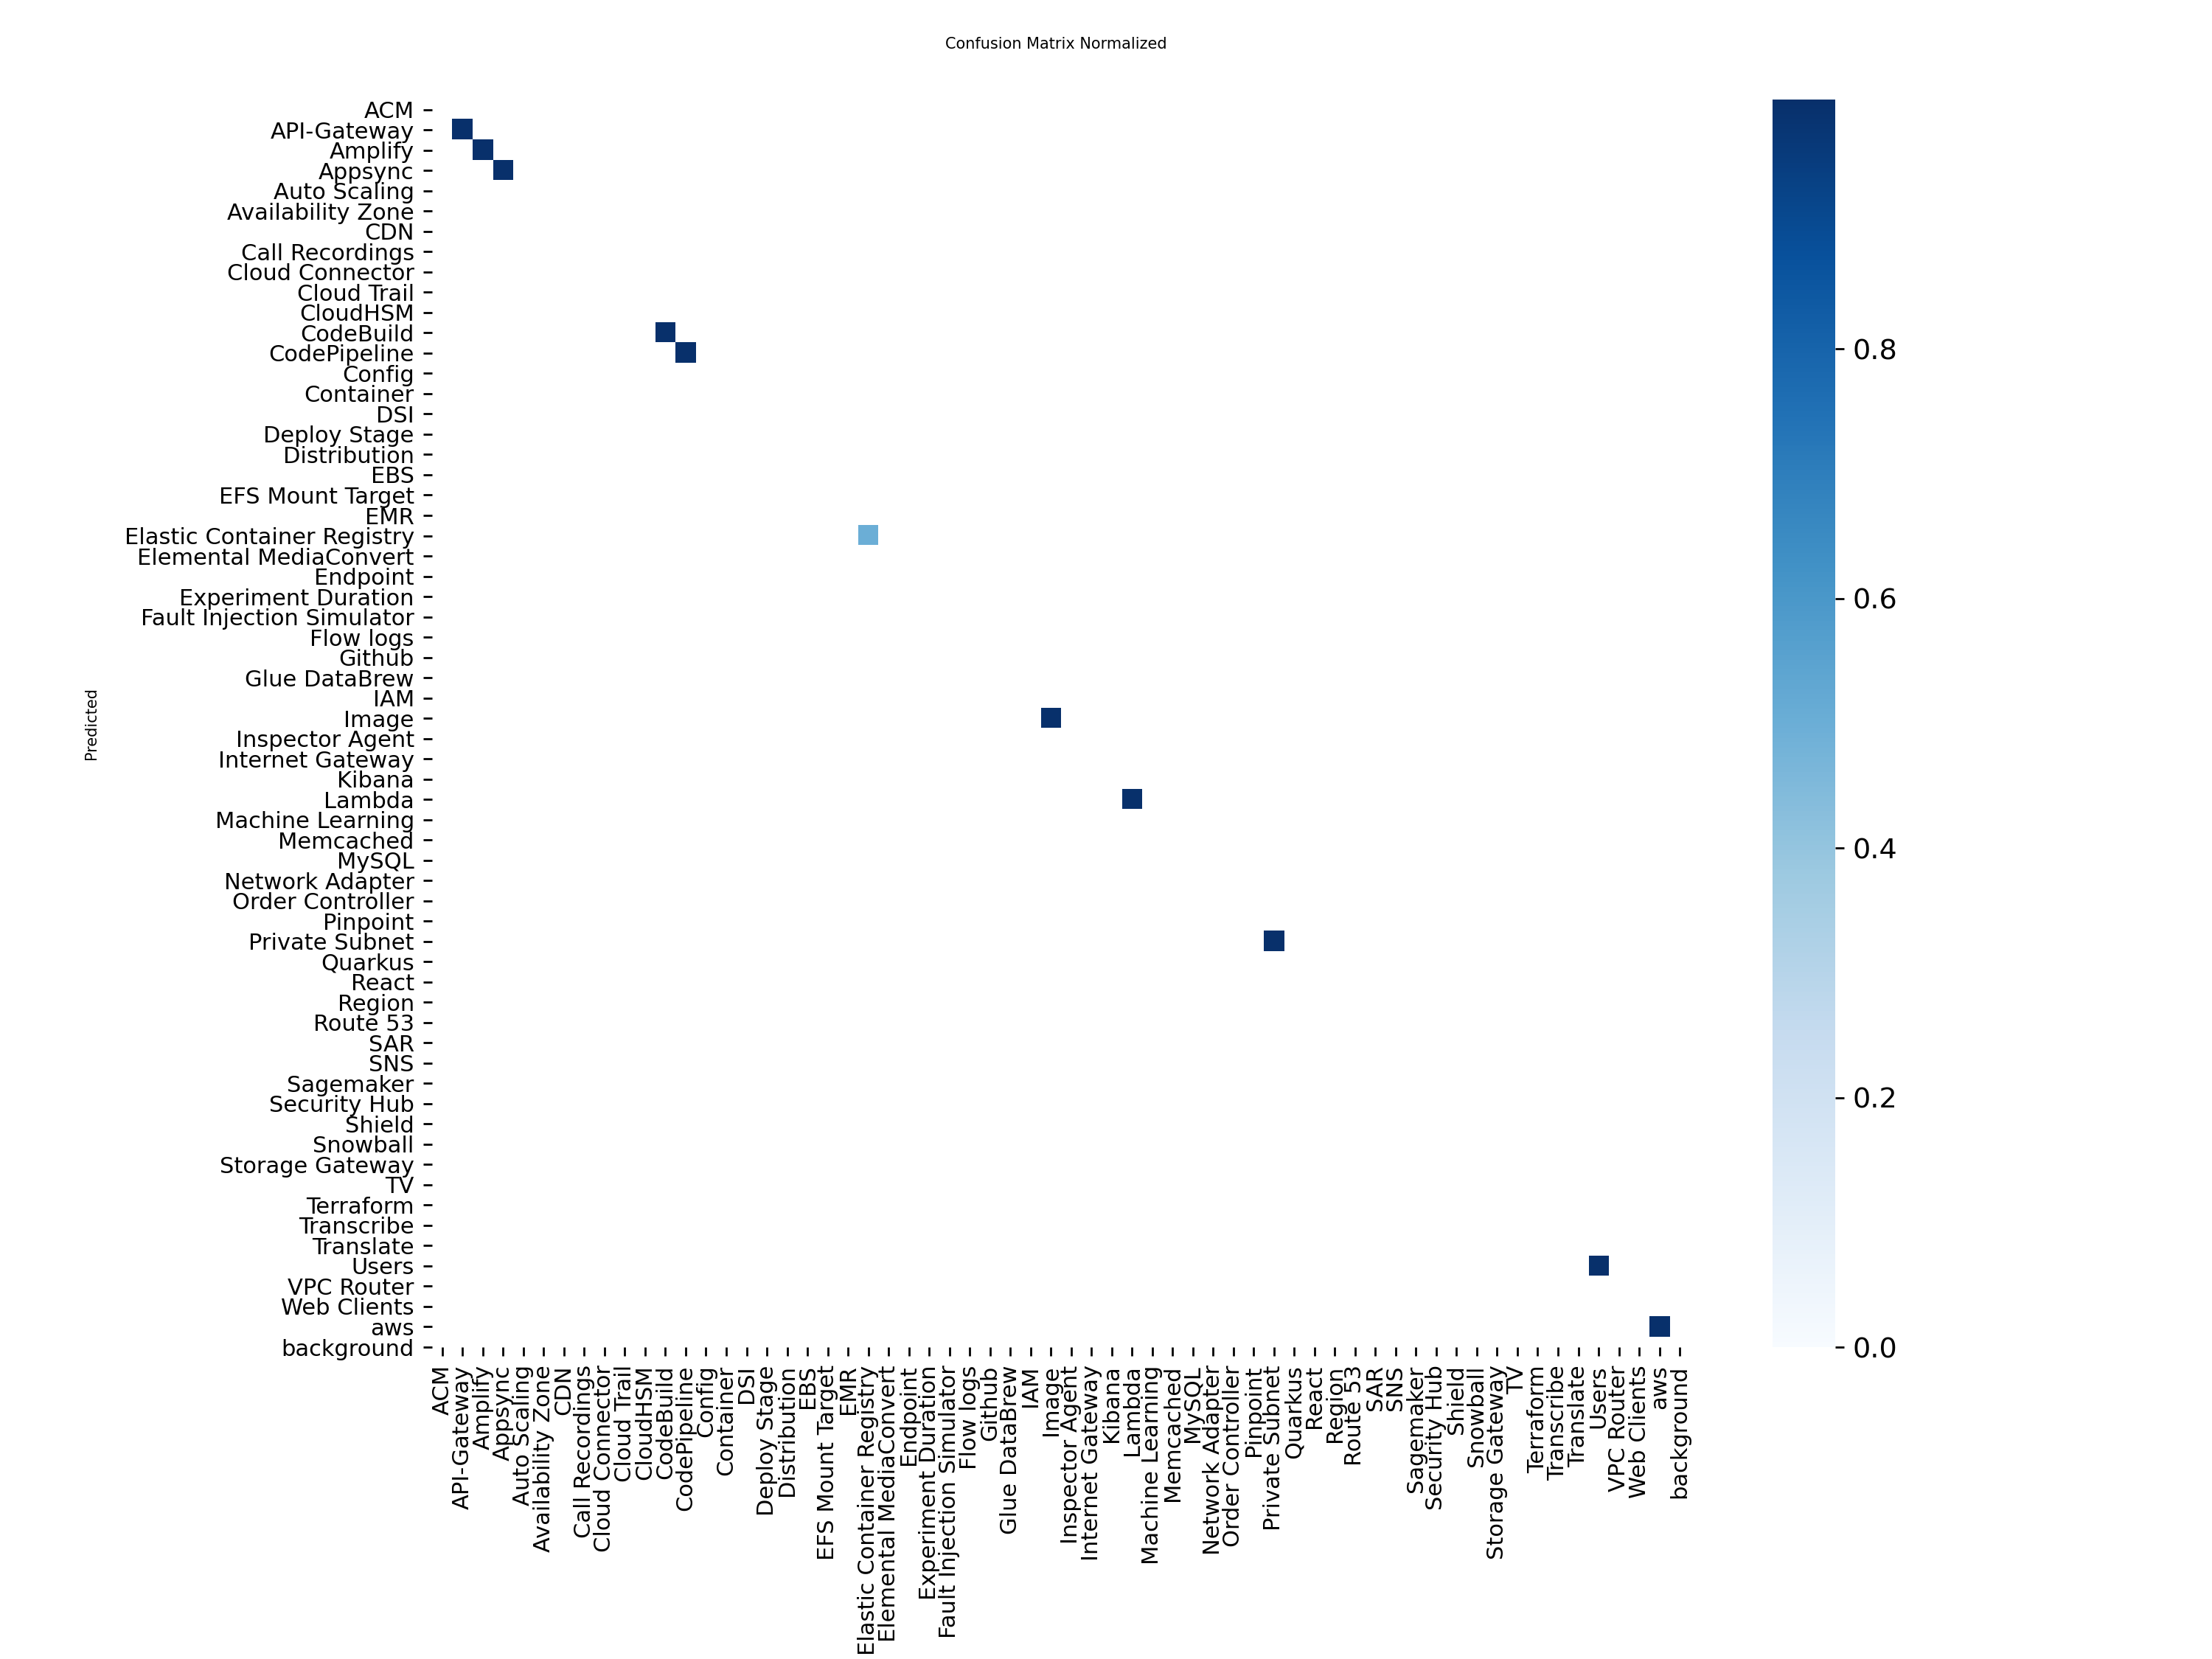 Confusion Matrix Normalized
ACM
API-Gateway
Amplify
Appsync
Auto Scaling
Availability Zone
CDN
Call Recordings
Cloud Connector
Cloud Trail
CloudHSM
CodeBuild
CodePipeline
Config
Container
DSI
Deploy Stage
Distribution
EBS
EFS Mount Target
EMR
Elastic Container Registry
Elemental MediaConvert
Endpoint
Experiment Duration
Fault Injection Simulator
Flow logs
Github
Glue DataBrew
IAM
Image
Inspector Agent
Internet Gateway
Kibana
Lambda
Machine Learning
Memcached
MySQL
Network Adapter
Order Controller
Pinpoint
Private Subnet
Quarkus
React
Region
Route 53
SAR
SNS
Sagemaker
Security Hub
Shield
Snowball
Storage Gateway
TV
Terraform
Transcribe
Translate
Users
VPC Router
Web Clients
aws
background
Predicted
ACM
API-Gateway
Amplify
Appsync
Auto Scaling
Availability Zone
CDN
Call Recordings
Cloud Connector
Cloud Trail
CloudHSM
CodeBuild
CodePipeline
Config
Container
DSI
Deploy Stage
Distribution
EBS
EFS Mount Target
EMR
Elastic Container Registry
Elemental MediaConvert
Endpoint
Experiment Duration
Fault Injection Simulator
Flow logs
Github
Glue DataBrew
IAM
Image
Inspector Agent
Internet Gateway
Kibana
Lambda
Machine Learning
Memcached
MySQL
Network Adapter
Order Controller
Pinpoint
Private Subnet
Quarkus
React
Region
Route 53
SAR
SNS
Sagemaker
Security Hub
Shield
Snowball
Storage Gateway
TV
Terraform
Transcribe
Translate
Users
VPC Router
Web Clients
aws
background
0.8
0.6
0.4
0.2
0.0